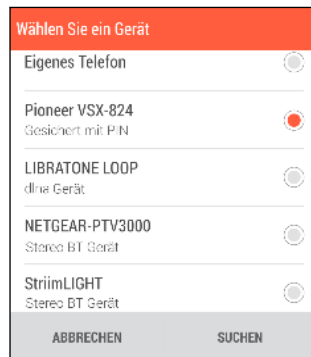 Wählen Sie ein Gerät
Eigenes Telefon
Pioneer VSX-824
Gesichert mit PIN
LIBRATONE LOOP
dlna Gerät
NETGEAR-PTV3000
Stereo BT Gerät
StriimLIGHT
Stereo BT Gerät
ABBRECHEN SUCHEN